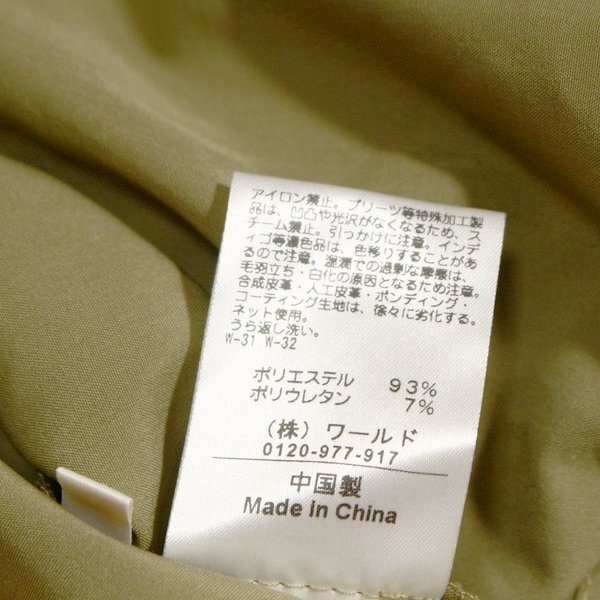 アイロン禁止。プリーツ等特殊加工製
品は、凹凸や光沢がなくなるため、ス
チーム禁止。引っかけに注意。インデ
ィゴ等濃色品は、色移りすることがあ
るので注意。湿潤での過剰な摩擦は、
毛羽立ち・白化の原因となるため注意。
合成皮革・人工皮革・ボンディング・
コーティング生地は、徐々に劣化する。
ネット使用。
うら返し洗い。
W-31 W-32
ポリエステル 93%
ポリウレタン 7%
(株) ワールド
0120-977-917
中国製
Made in China